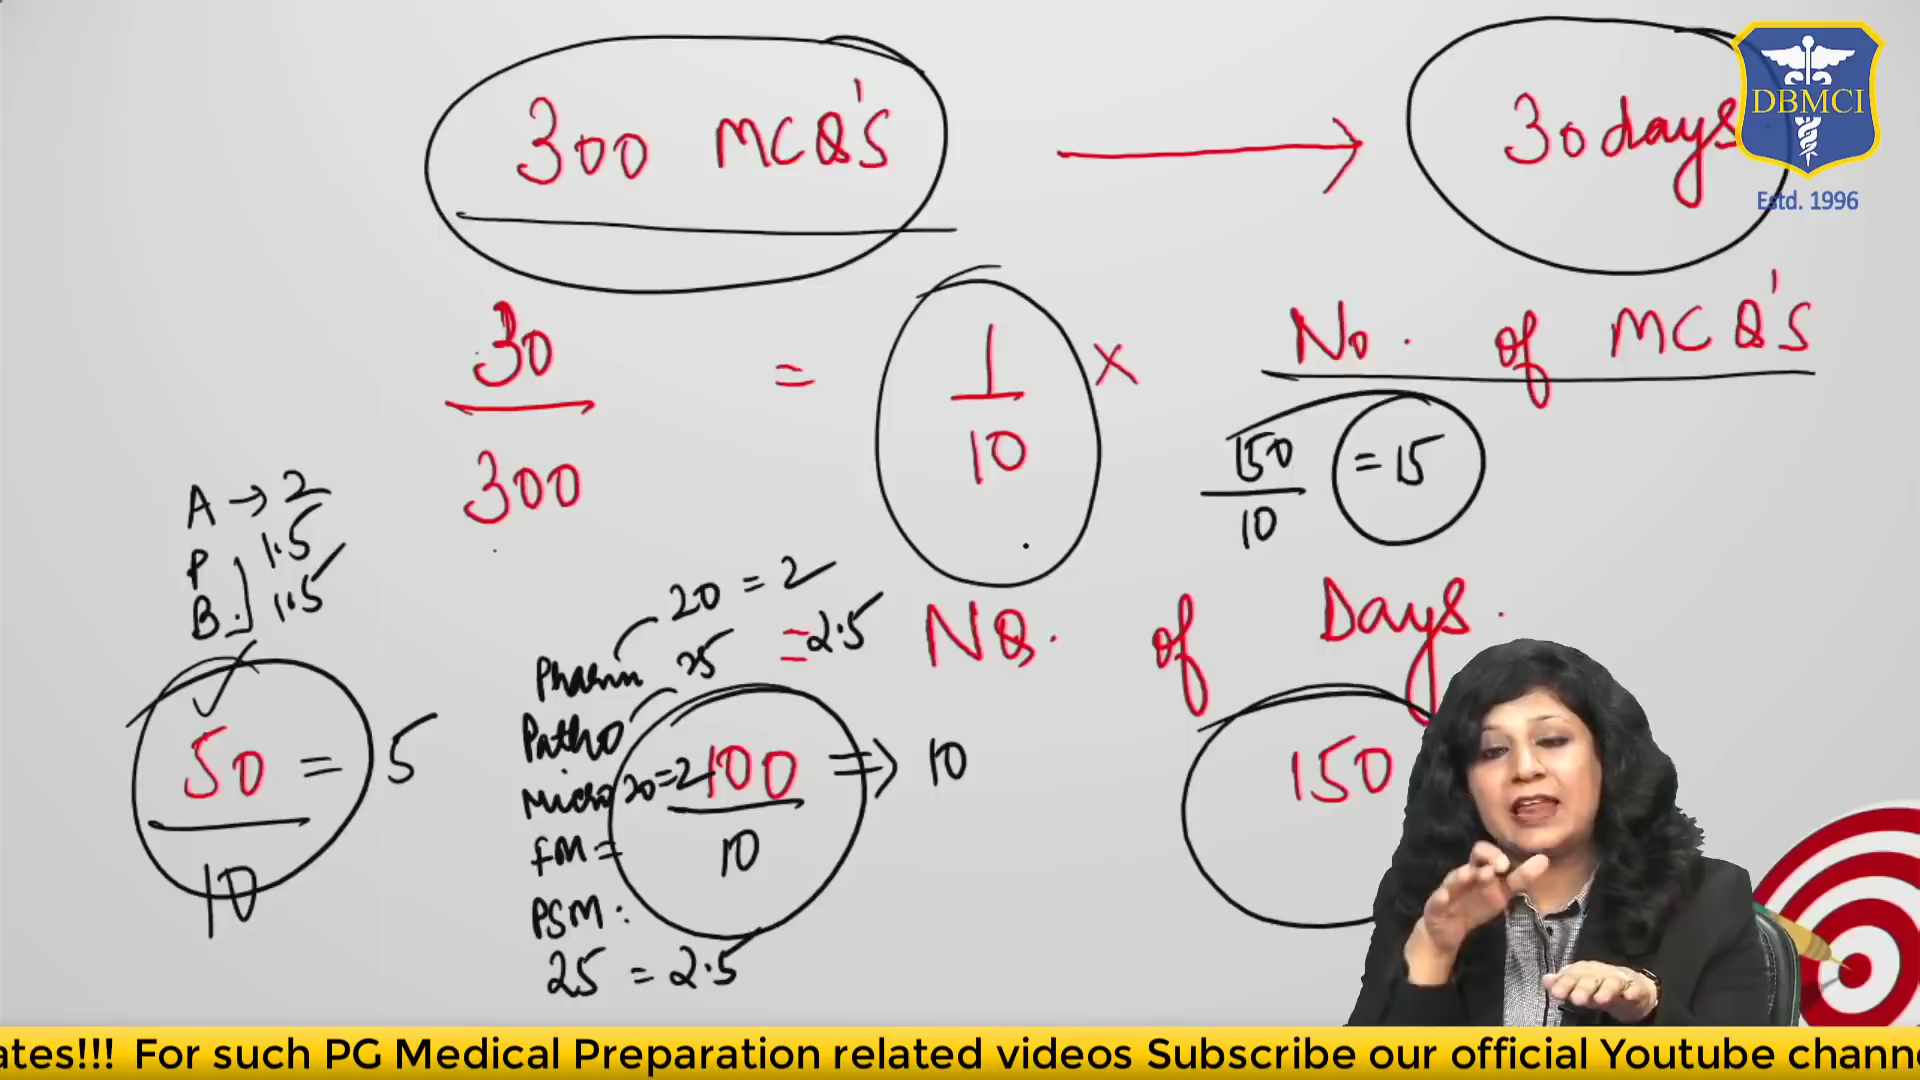 300 MCQ's → 30 days
DBMCI
Estd. 1996
30/300 = 1/10 × No. of MCQ's
150/10 = 15
A → 2
P 1.5
B 1.5
No. of Days.
50/10 = 5
Pharm 20 = 2
Patho 25 = 2.5
Micro 20 = 2
FM =
PSM :
25 = 2.5
100/10 ⇒ 10
150
ates!!! For such PG Medical Preparation related videos Subscribe our official Youtube chann